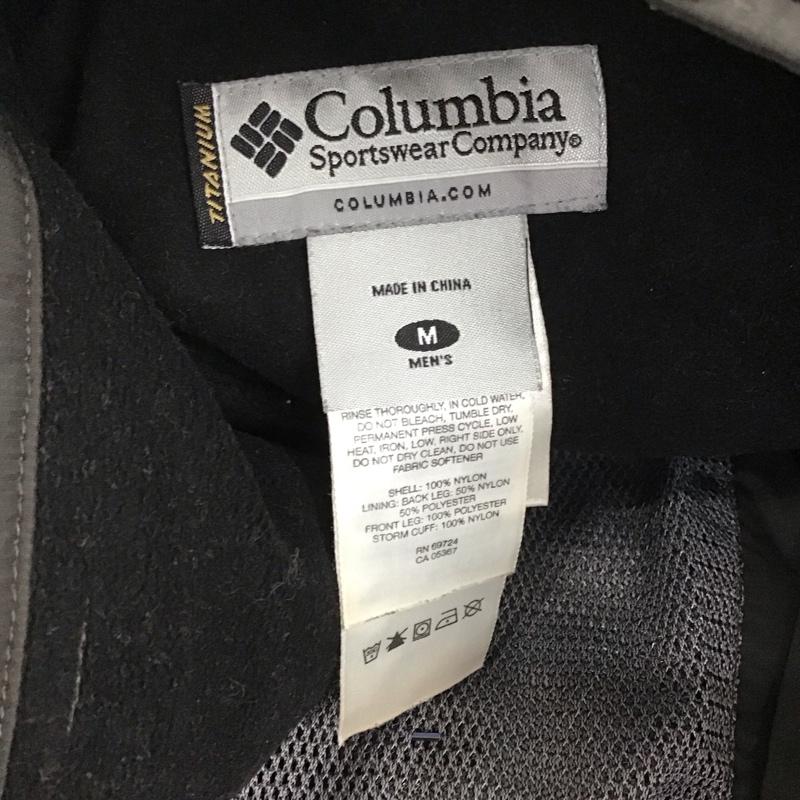 TITANIUM
Columbia
Sportswear Company®
COLUMBIA.COM
MADE IN CHINA
M
MEN'S
RINSE THOROUGHLY, IN COLD WATER,
DO NOT BLEACH, TUMBLE DRY,
PERMANENT PRESS CYCLE, LOW
HEAT, IRON, LOW, RIGHT SIDE ONLY,
DO NOT DRY CLEAN, DO NOT USE
FABRIC SOFTENER
SHELL: 100% NYLON
LINING: BACK LEG: 50% NYLON
50% POLYESTER
FRONT LEG: 100% POLYESTER
STORM CUFF: 100% NYLON
RN 69724
CA 05367